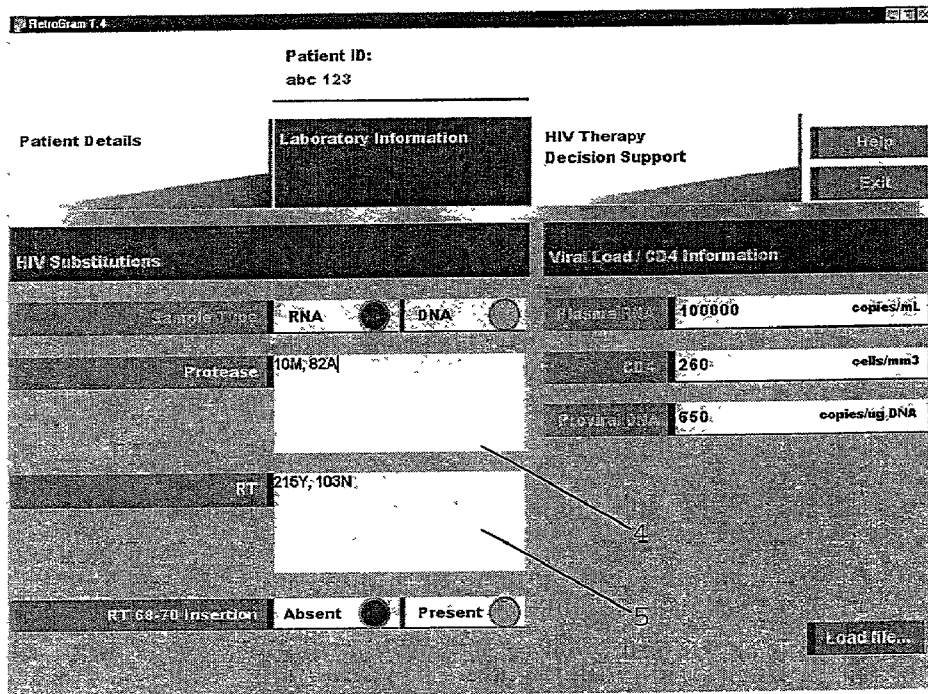 RetroGram 1.4
Patient ID:
abc 123
Patient Details
Laboratory Information
HIV Therapy
Decision Support
Help
Exit
HIV Substitutions
Viral Load / CD4 Information
Sample Type
RNA
DNA
Plasma RNA
100000 copies/mL
Protease
10M, 82A
CD4
260 cells/mm3
Proviral DNA
650 copies/ug DNA
RT
215Y, 103N
4
5
RT 68-70 Insertion
Absent
Present
Load file...